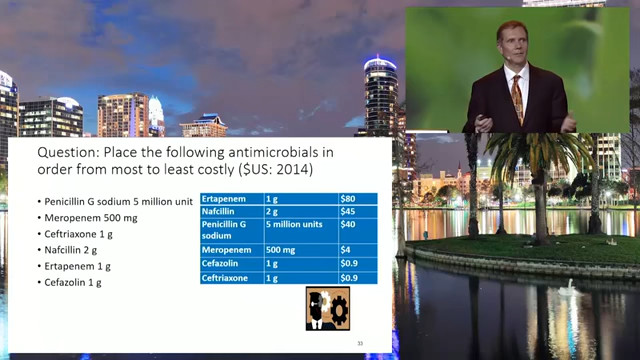 Question: Place the following antimicrobials in
order from most to least costly ($US: 2014)
• Penicillin G sodium 5 million unit
• Meropenem 500 mg
• Ceftriaxone 1 g
• Nafcillin 2 g
• Ertapenem 1 g
• Cefazolin 1 g
Ertapenem 1 g $80
Nafcillin 2 g $45
Penicillin G 5 million units $40
sodium
Meropenem 500 mg $4
Cefazolin 1 g $0.9
Ceftriaxone 1 g $0.9
33